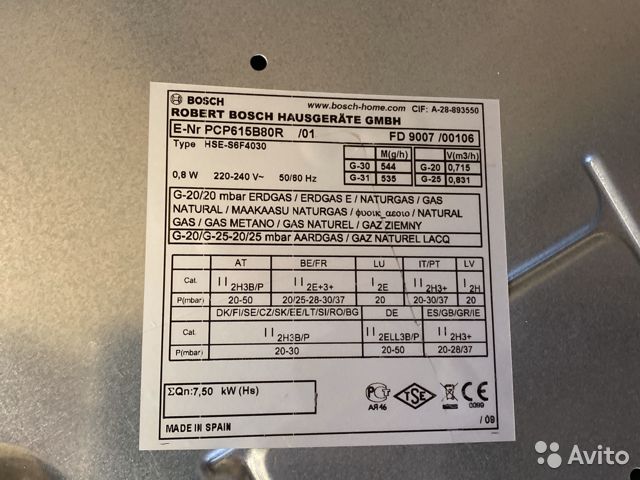 BOSCH www.bosch-home.com CIF: A-28-893550
ROBERT BOSCH HAUSGERÄTE GMBH
E-Nr PCP615B80R /01 FD 9007 /00106
Type HSE-S6F4030
0,8 W 220-240 V~ 50/60 Hz
M(g/h) V(m3/h)
G-30 544 G-20 0,715
G-31 535 G-25 0,831
G-20/20 mbar ERDGAS / ERDGAS E / NATURGAS / GAS
NATURAL / MAAKAASU NATURGAS / φυσικ_αεοιο / NATURAL
GAS / GAS METANO / GAS NATUREL / GAZ ZIEMNY
G-20/G-25-20/25 mbar AARDGAS / GAZ NATUREL LACQ
AT BE/FR LU IT/PT LV
Cat. II 2H3B/P II 2E+3+ I 2E II 2H3+ I 2H
P(mbar) 20-50 20/25-28-30/37 20 20-30/37 20
DK/FI/SE/CZ/SK/EE/LT/SI/RO/BG DE ES/GB/GR/IE
Cat. II 2H3B/P II 2ELL3B/P II 2H3+
P(mbar) 20-30 20-50 20-28/37
ΣQn:7,50 kW (Hs)
АЯ46 TSE CE 0099
MADE IN SPAIN / 09
Avito